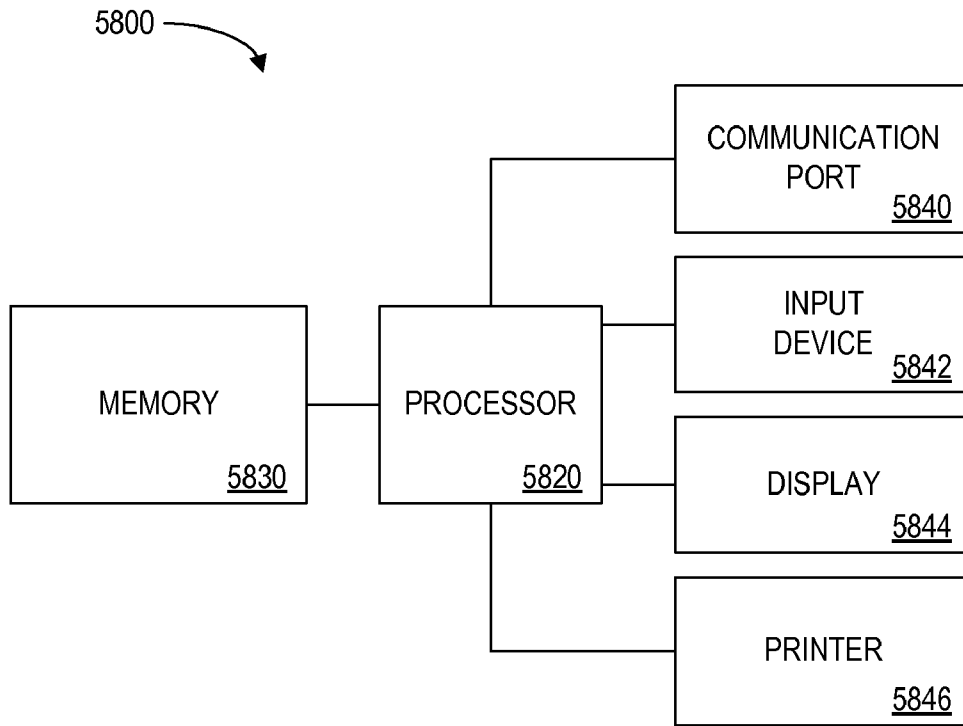 5800
COMMUNICATION
PORT
5840
INPUT
DEVICE
5842
MEMORY
5830
PROCESSOR
5820
DISPLAY
5844
PRINTER
5846